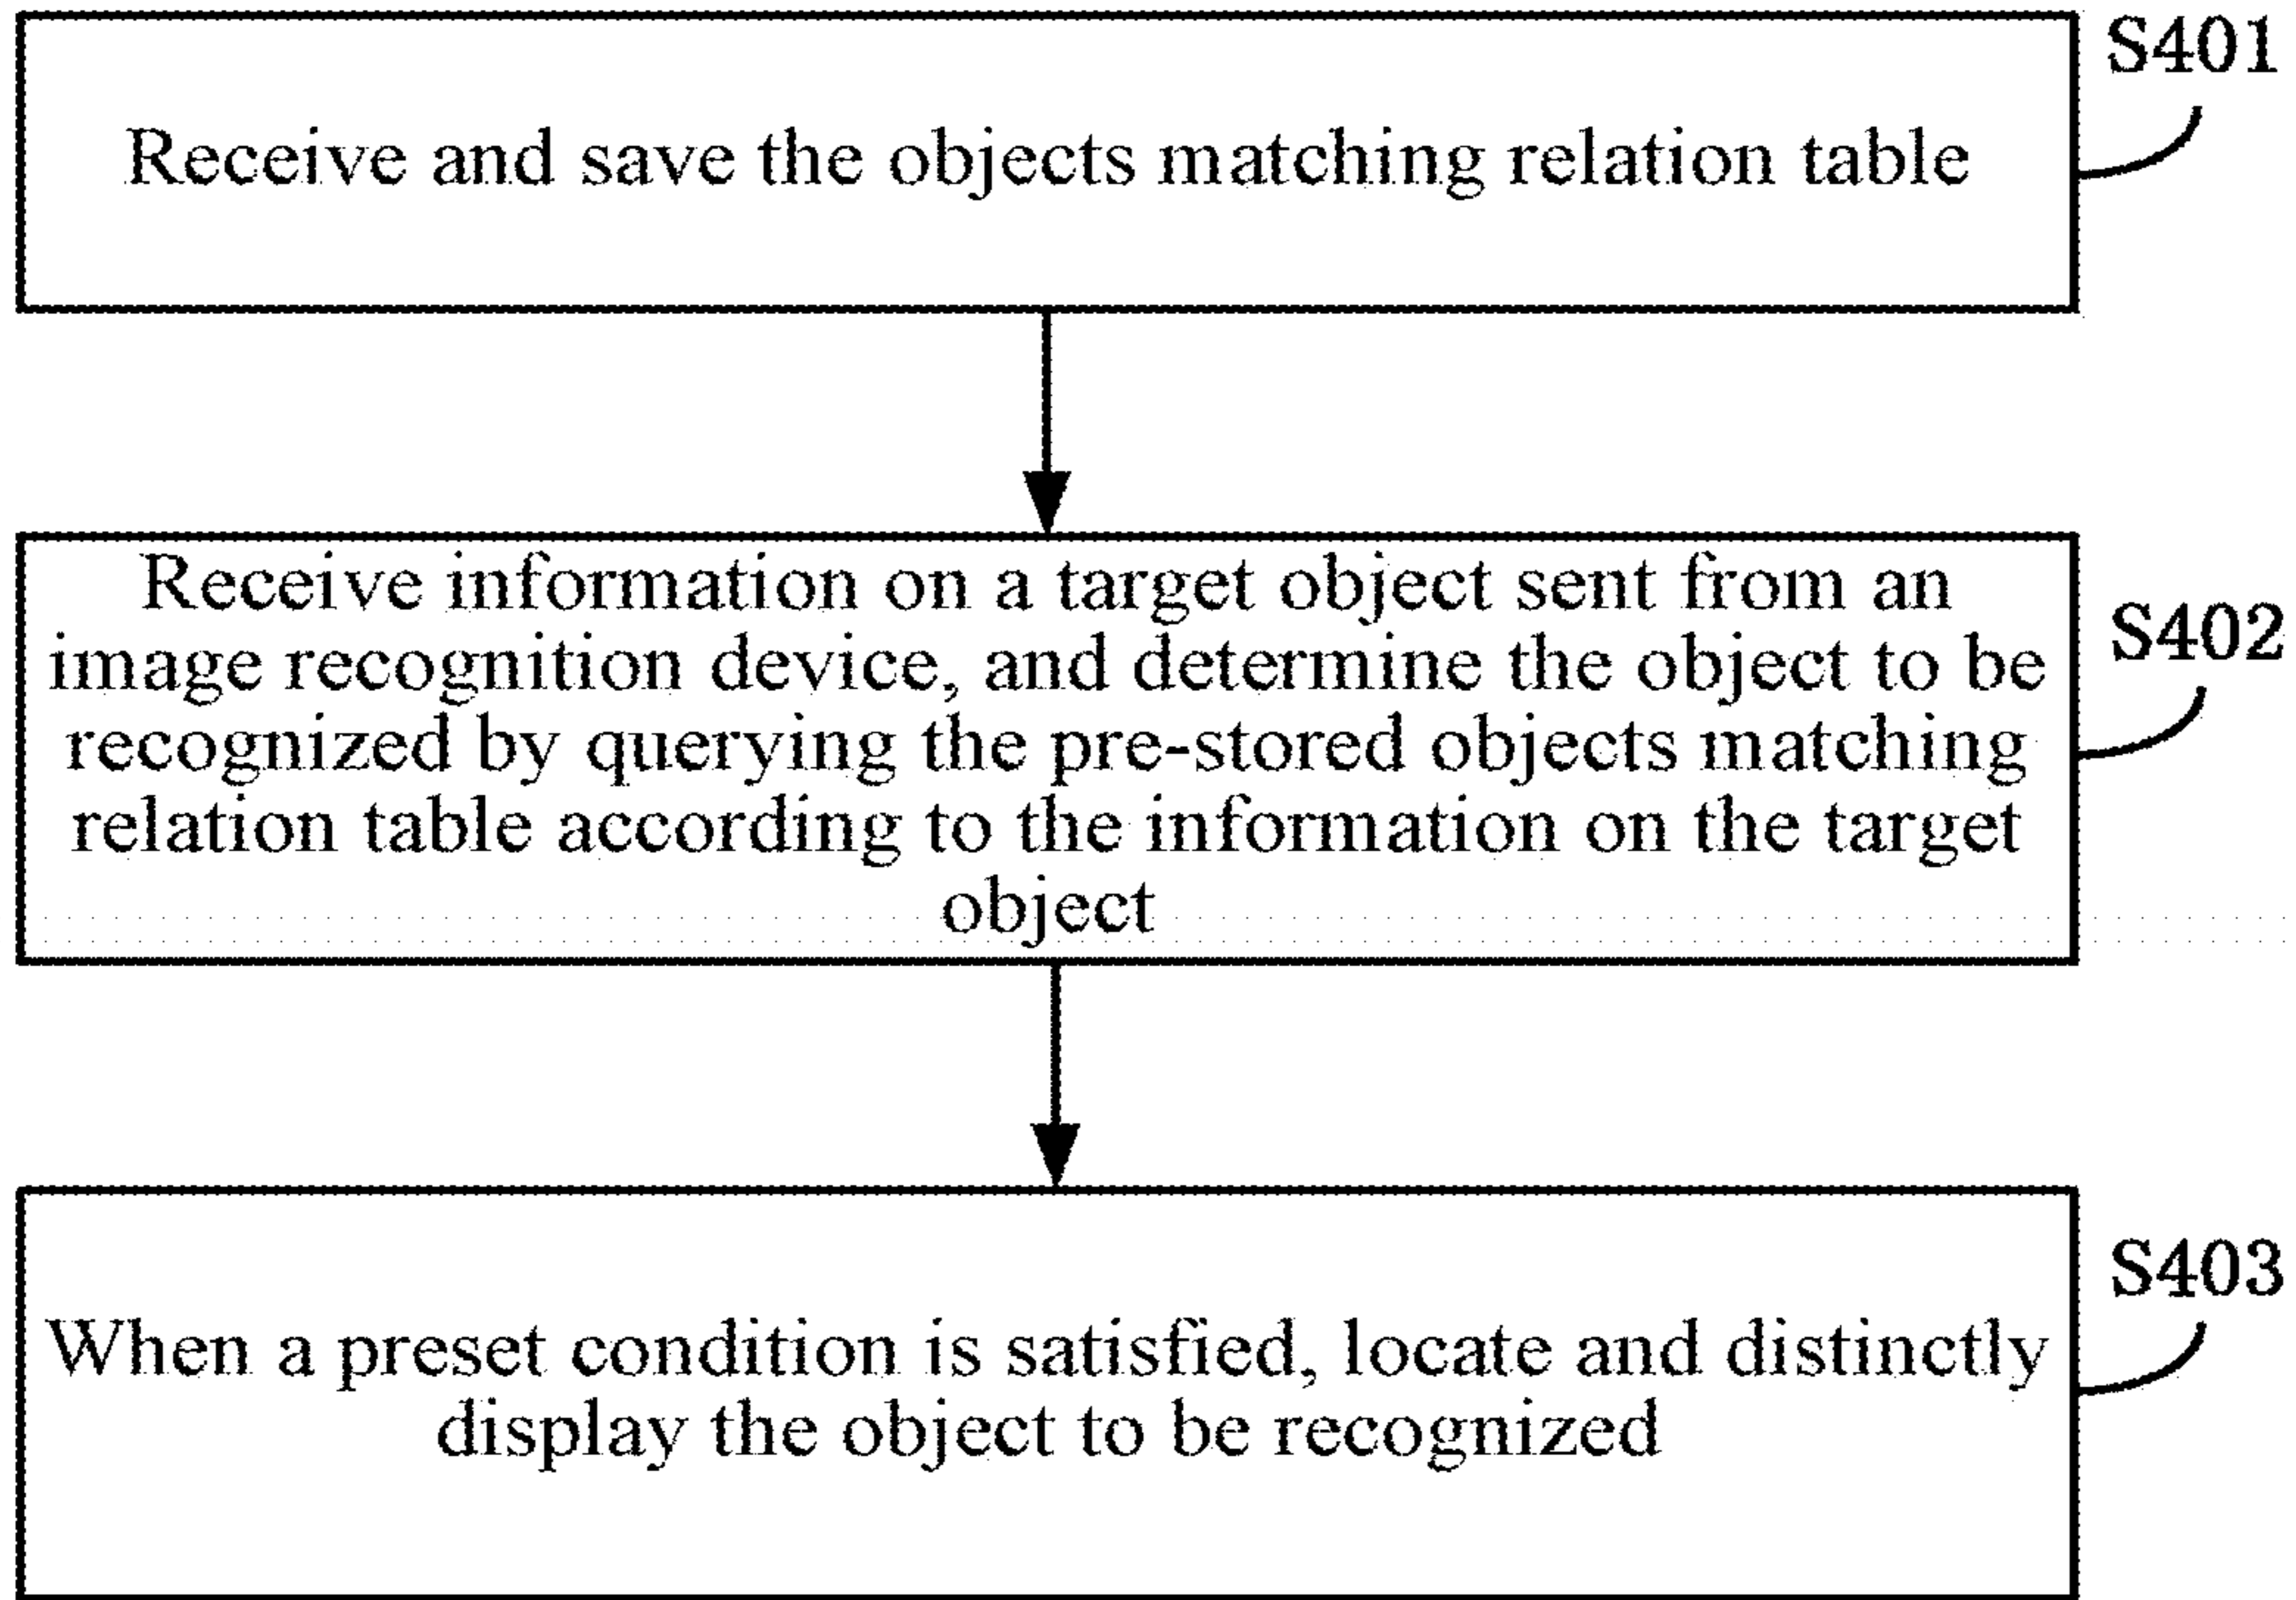 S401
Receive and save the objects matching relation table
Receive information on a target object sent from an
image recognition device, and determine the object to be
recognized by querying the pre-stored objects matching
relation table according to the information on the target
object
S402
S403
When a preset condition is satisfied, locate and distinctly
display the object to be recognized